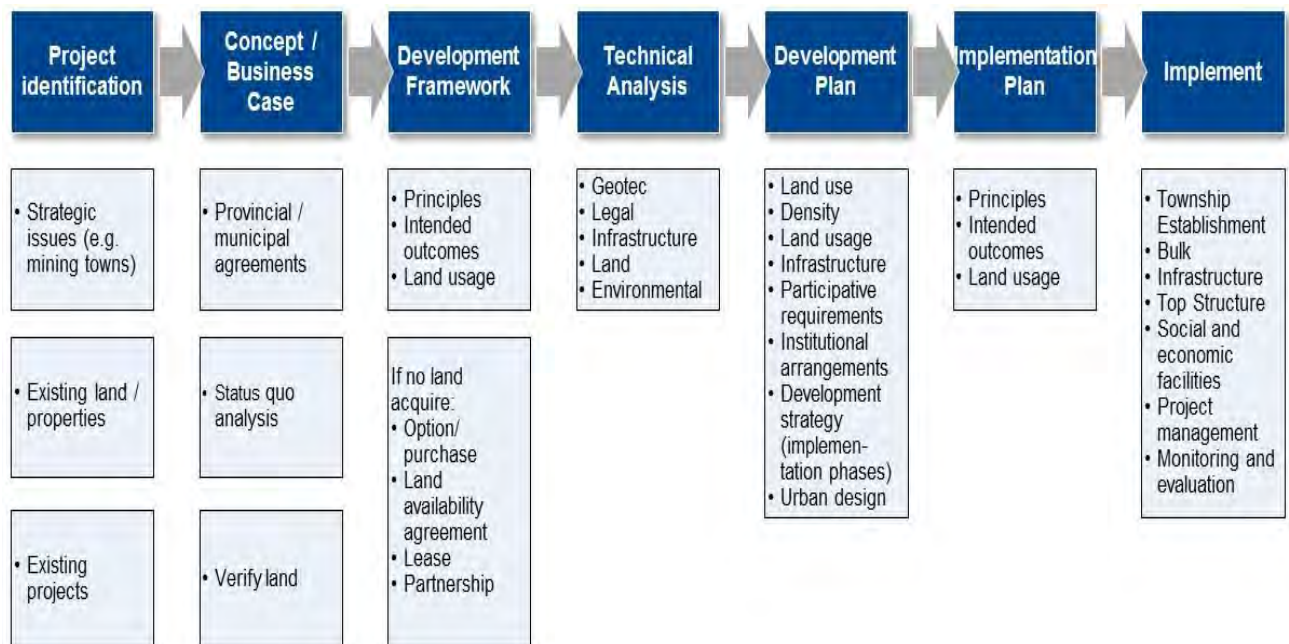 Project
identification
Concept /
Business
Case
Development
Framework
Technical
Analysis
Development
Plan
Implementation
Plan
Implement
• Strategic
issues (e.g.
mining towns)
• Existing land /
properties
• Existing
projects
• Provincial /
municipal
agreements
• Status quo
analysis
• Verify land
• Principles
• Intended
outcomes
• Land usage
If no land
acquire:
• Option/
purchase
• Land
availability
agreement
• Lease
• Partnership
• Geotec
• Legal
• Infrastructure
• Land
• Environmental
• Land use
• Density
• Land usage
• Infrastructure
• Participative
requirements
• Institutional
arrangements
• Development
strategy
(implemen-
tation phases)
• Urban design
• Principles
• Intended
outcomes
• Land usage
• Township
Establishment
• Bulk
• Infrastructure
• Top Structure
• Social and
economic
facilities
• Project
management
• Monitoring and
evaluation